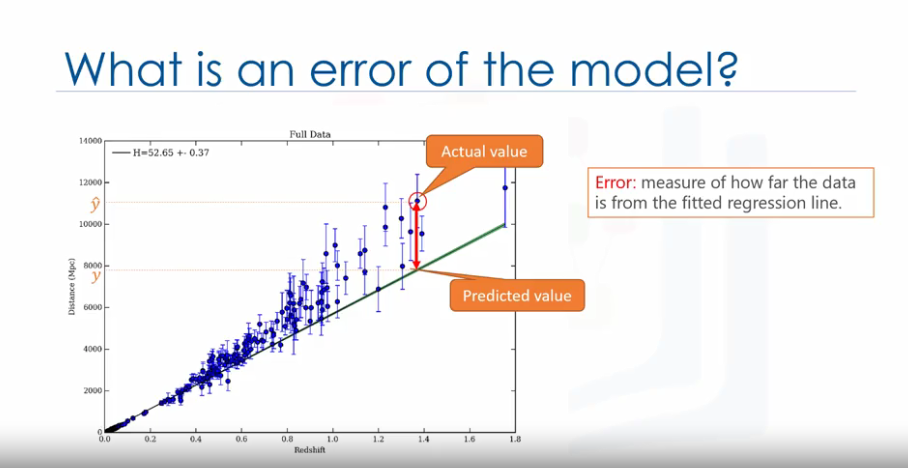 What is an error of the model?
Full Data
H=52.65 +- 0.37
Actual value
Error: measure of how far the data
is from the fitted regression line.
Predicted value
ŷ
y
14000
12000
10000
8000
6000
4000
2000
0
Distance (Mpc)
0.0 0.2 0.4 0.6 0.8 1.0 1.2 1.4 1.6 1.8
Redshift